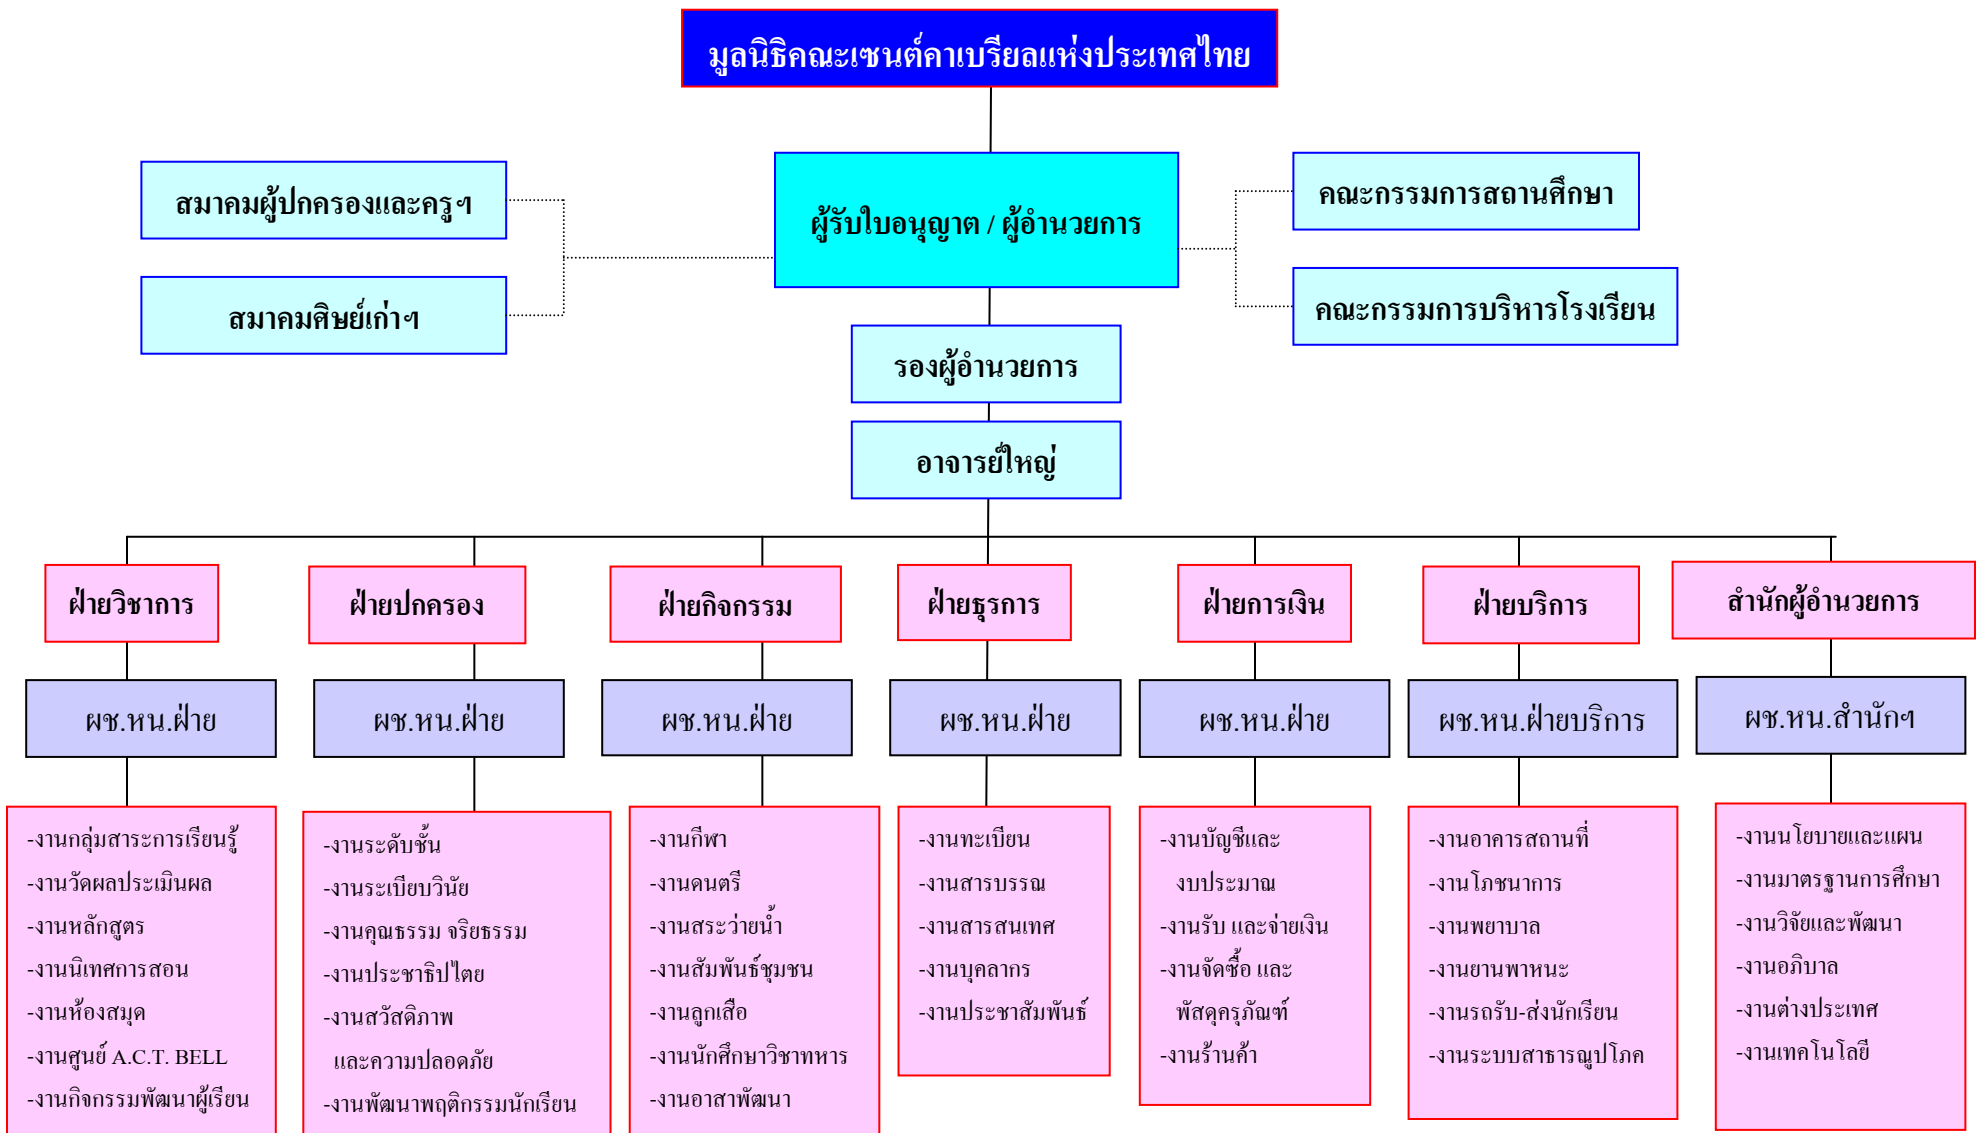 มูลนิธิคณะเซนต์คาเบรียลแห่งประเทศไทย
สมาคมผู้ปกครองและครูฯ
ผู้รับใบอนุญาต / ผู้อำนวยการ
คณะกรรมการสถานศึกษา
สมาคมศิษย์เก่าฯ
คณะกรรมการบริหารโรงเรียน
รองผู้อำนวยการ
อาจารย์ใหญ่
ฝ่ายวิชาการ
ฝ่ายปกครอง
ฝ่ายกิจกรรม
ฝ่ายธุรการ
ฝ่ายการเงิน
ฝ่ายบริการ
สำนักผู้อำนวยการ
ผช.หน.ฝ่าย
ผช.หน.ฝ่าย
ผช.หน.ฝ่าย
ผช.หน.ฝ่าย
ผช.หน.ฝ่าย
ผช.หน.ฝ่ายบริการ
ผช.หน.สำนักฯ
-งานกลุ่มสาระการเรียนรู้
-งานวัดผลประเมินผล
-งานหลักสูตร
-งานนิเทศการสอน
-งานห้องสมุด
-งานศูนย์ A.C.T. BELL
-งานกิจกรรมพัฒนาผู้เรียน
-งานระดับชั้น
-งานระเบียบวินัย
-งานคุณธรรม จริยธรรม
-งานประชาธิปไตย
-งานสวัสดิภาพ
และความปลอดภัย
-งานพัฒนาพฤติกรรมนักเรียน
-งานกีฬา
-งานดนตรี
-งานสระว่ายน้ำ
-งานสัมพันธ์ชุมชน
-งานลูกเสือ
-งานนักศึกษาวิชาทหาร
-งานอาสาพัฒนา
-งานทะเบียน
-งานสารบรรณ
-งานสารสนเทศ
-งานบุคลากร
-งานประชาสัมพันธ์
-งานบัญชีและ
งบประมาณ
-งานรับ และจ่ายเงิน
-งานจัดซื้อ และ
พัสดุครุภัณฑ์
-งานร้านค้า
-งานอาคารสถานที่
-งานโภชนาการ
-งานพยาบาล
-งานยานพาหนะ
-งานรถรับ-ส่งนักเรียน
-งานระบบสาธารณูปโภค
-งานนโยบายและแผน
-งานมาตรฐานการศึกษา
-งานวิจัยและพัฒนา
-งานอภิบาล
-งานต่างประเทศ
-งานเทคโนโลยี